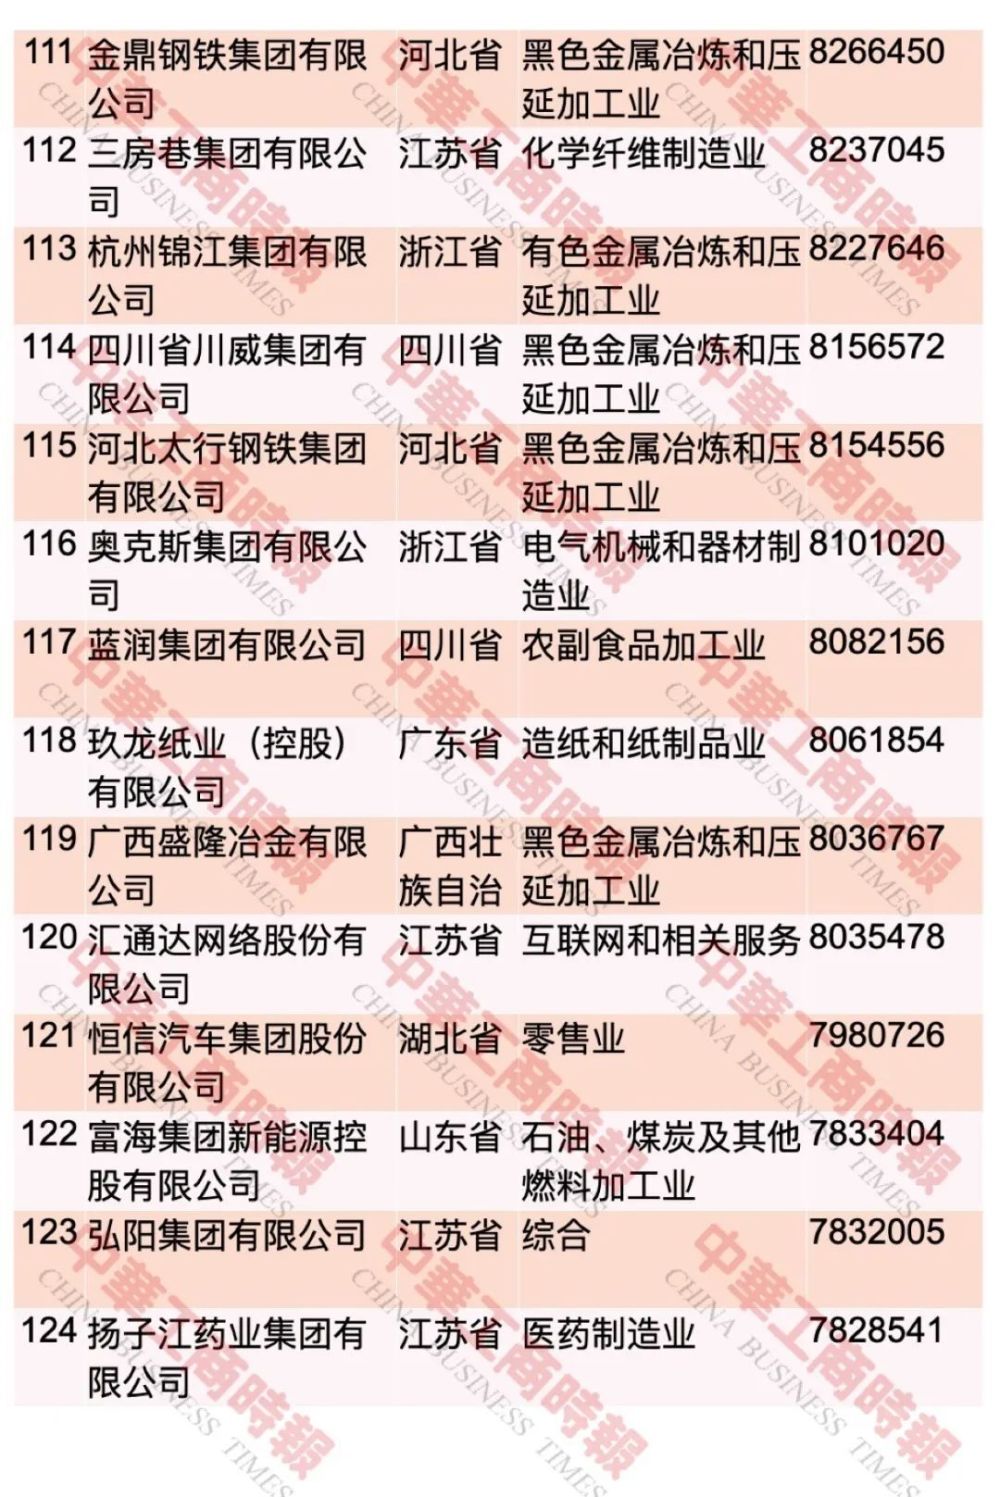 111 金鼎钢铁集团有限 河北省 黑色金属冶炼和压 8266450
公司 延加工业
112 三房巷集团有限公 江苏省 化学纤维制造业 8237045
司
113 杭州锦江集团有限 浙江省 有色金属冶炼和压 8227646
公司 延加工业
114 四川省川威集团有 四川省 黑色金属冶炼和压 8156572
限公司 延加工业
115 河北太行钢铁集团 河北省 黑色金属冶炼和压 8154556
有限公司 延加工业
116 奥克斯集团有限公 浙江省 电气机械和器材制 8101020
司 造业
117 蓝润集团有限公司 四川省 农副食品加工业 8082156
118 玖龙纸业（控股） 广东省 造纸和纸制品业 8061854
有限公司
119 广西盛隆冶金有限 广西壮 黑色金属冶炼和压 8036767
公司 族自治 延加工业
120 汇通达网络股份有 江苏省 互联网和相关服务 8035478
限公司
121 恒信汽车集团股份 湖北省 零售业 7980726
有限公司
122 富海集团新能源控 山东省 石油、煤炭及其他 7833404
股有限公司 燃料加工业
123 弘阳集团有限公司 江苏省 综合 7832005
124 扬子江药业集团有 江苏省 医药制造业 7828541
限公司
中華工商時報
CHINA BUSINESS TIMES